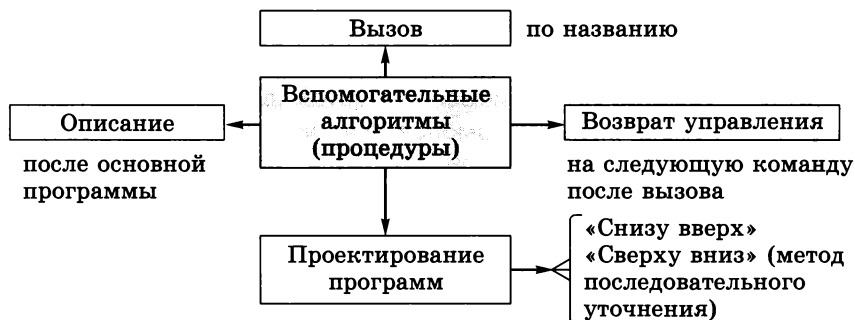 Вызов
по названию
Вспомогательные
алгоритмы
(процедуры)
Описание
после основной
программы
Возврат управления
на следующую команду
после вызова
Проектирование
программ
«Снизу вверх»
«Сверху вниз» (метод
последовательного
уточнения)